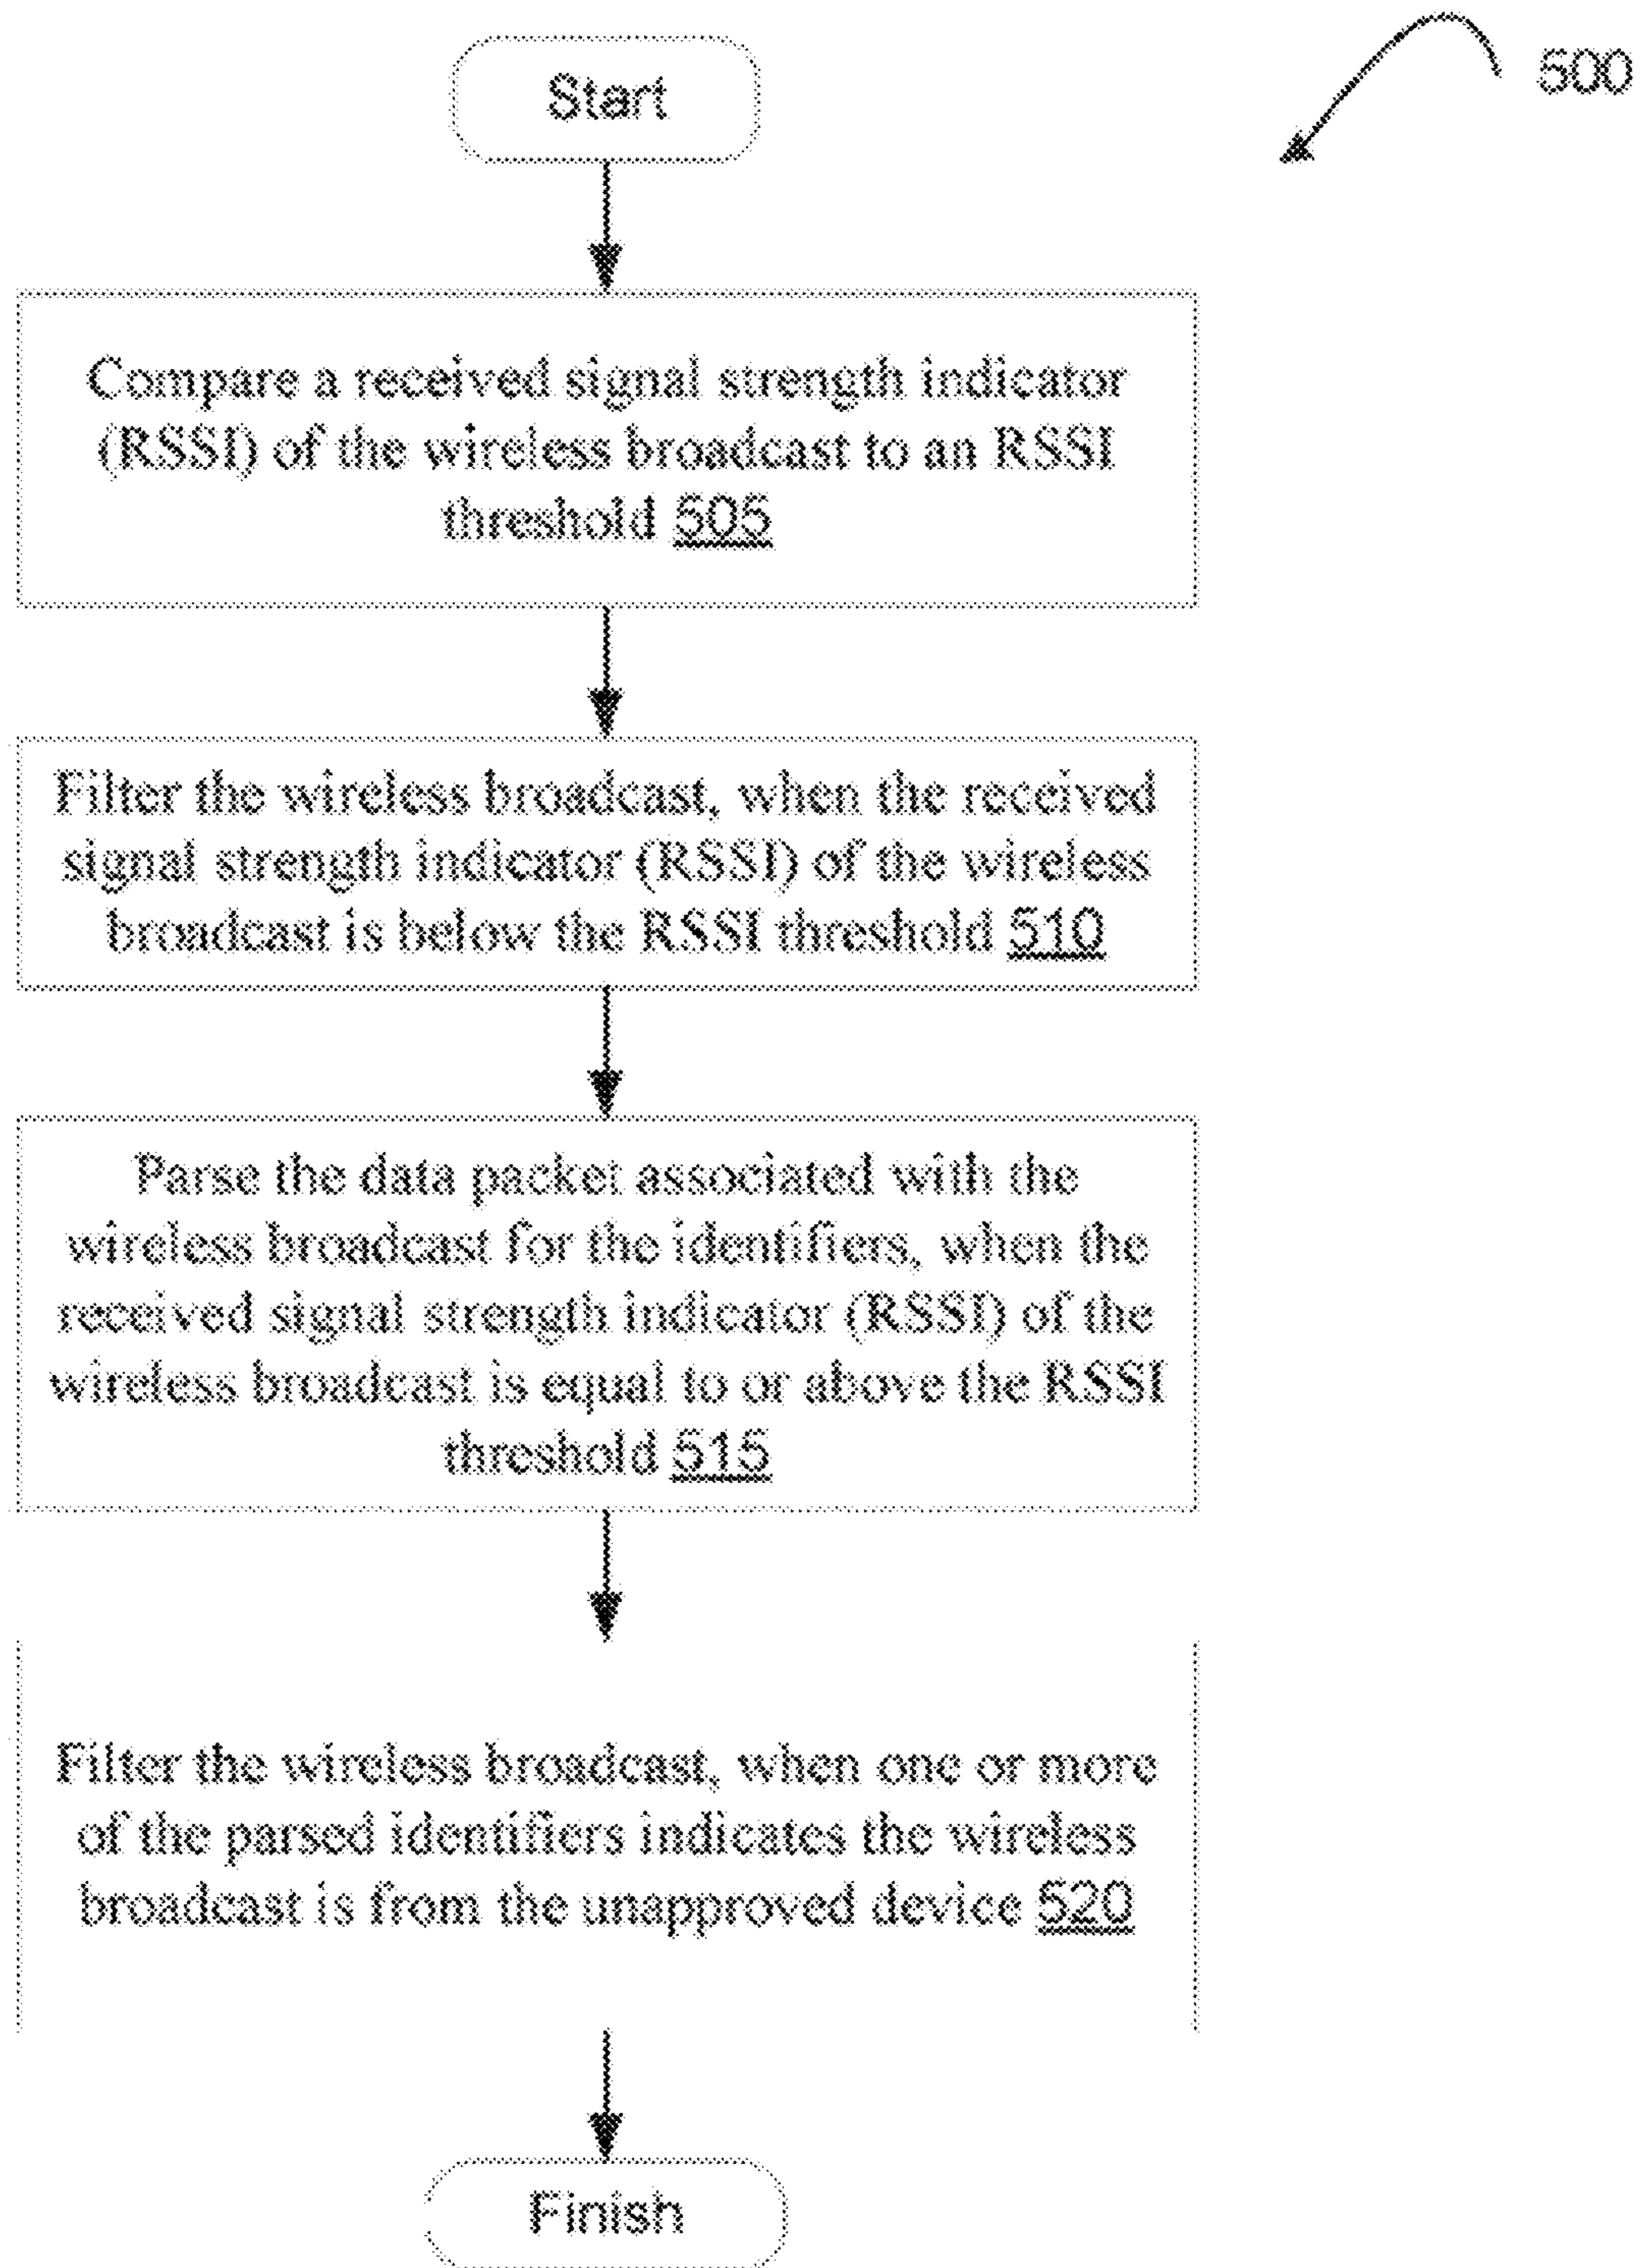 Start
500
Compare a received signal strength indicator
(RSSI) of the wireless broadcast to an RSSI
threshold 505
Filter the wireless broadcast, when the received
signal strength indicator (RSSI) of the wireless
broadcast is below the RSSI threshold 510
Parse the data packet associated with the
wireless broadcast for the identifiers, when the
received signal strength indicator (RSSI) of the
wireless broadcast is equal to or above the RSSI
threshold 515
Filter the wireless broadcast, when one or more
of the parsed identifiers indicates the wireless
broadcast is from the unapproved device 520
Finish